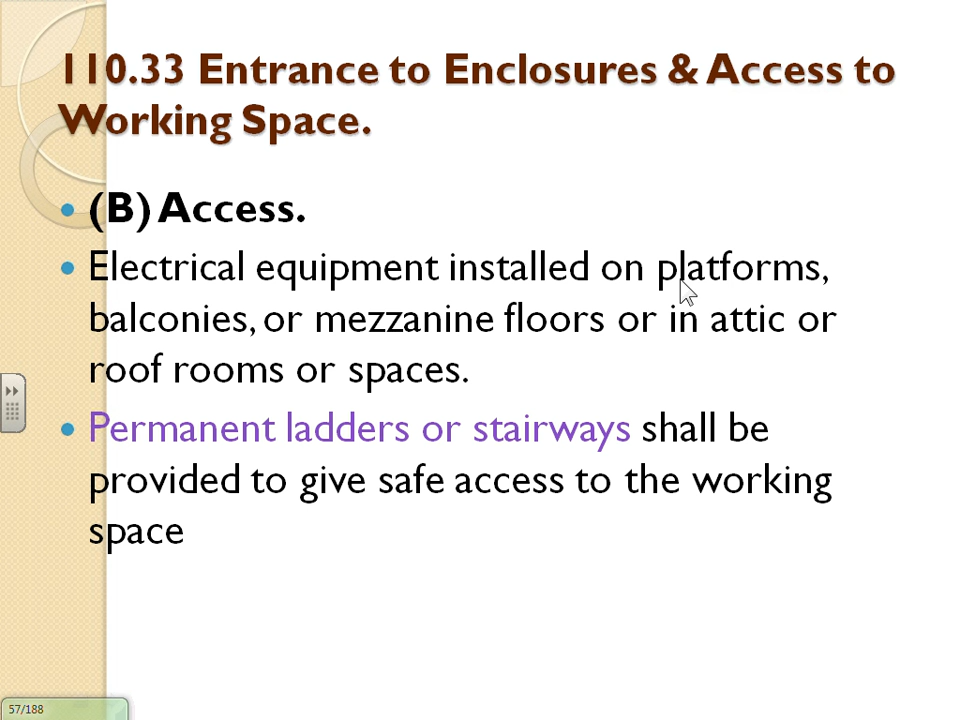 110.33 Entrance to Enclosures & Access to
Working Space.
(B) Access.
Electrical equipment installed on platforms,
balconies, or mezzanine floors or in attic or
roof rooms or spaces.
Permanent ladders or stairways shall be
provided to give safe access to the working
space
57/188